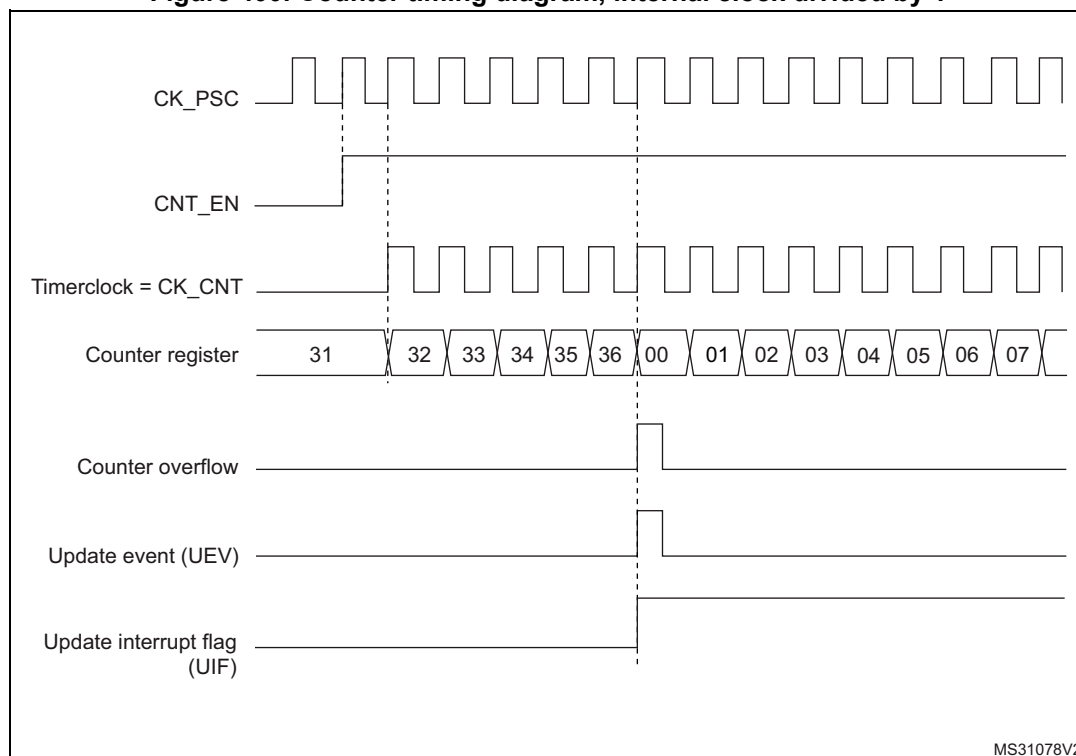 CK_PSC
CNT_EN
Timerclock = CK_CNT
Counter register 31 32 33 34 35 36 00 01 02 03 04 05 06 07
Counter overflow
Update event (UEV)
Update interrupt flag
(UIF)
MS31078V2